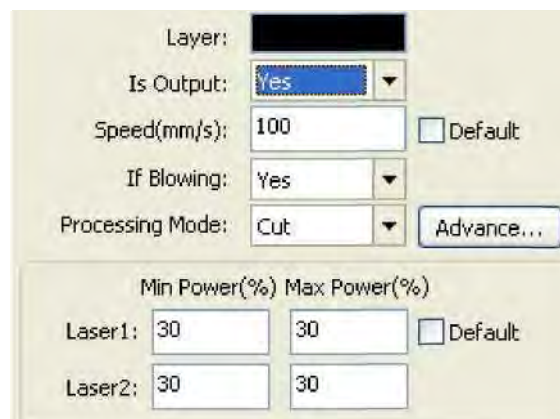 Layer:
Is Output: Yes
Speed(mm/s): 100 Default
If Blowing: Yes
Processing Mode: Cut Advance...
Min Power(%) Max Power(%)
Laser1: 30 30 Default
Laser2: 30 30